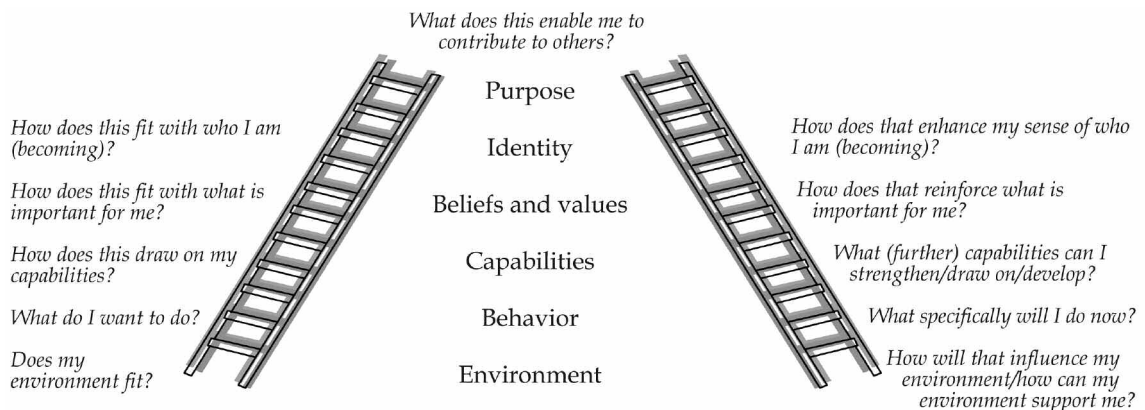 What does this enable me to
contribute to others?
Purpose
How does this fit with who I am
(becoming)?
Identity
How does that enhance my sense of who
I am (becoming)?
How does this fit with what is
important for me?
Beliefs and values
How does that reinforce what is
important for me?
How does this draw on my
capabilities?
Capabilities
What (further) capabilities can I
strengthen/draw on/develop?
What do I want to do?
Behavior
What specifically will I do now?
Does my
environment fit?
Environment
How will that influence my
environment/how can my
environment support me?